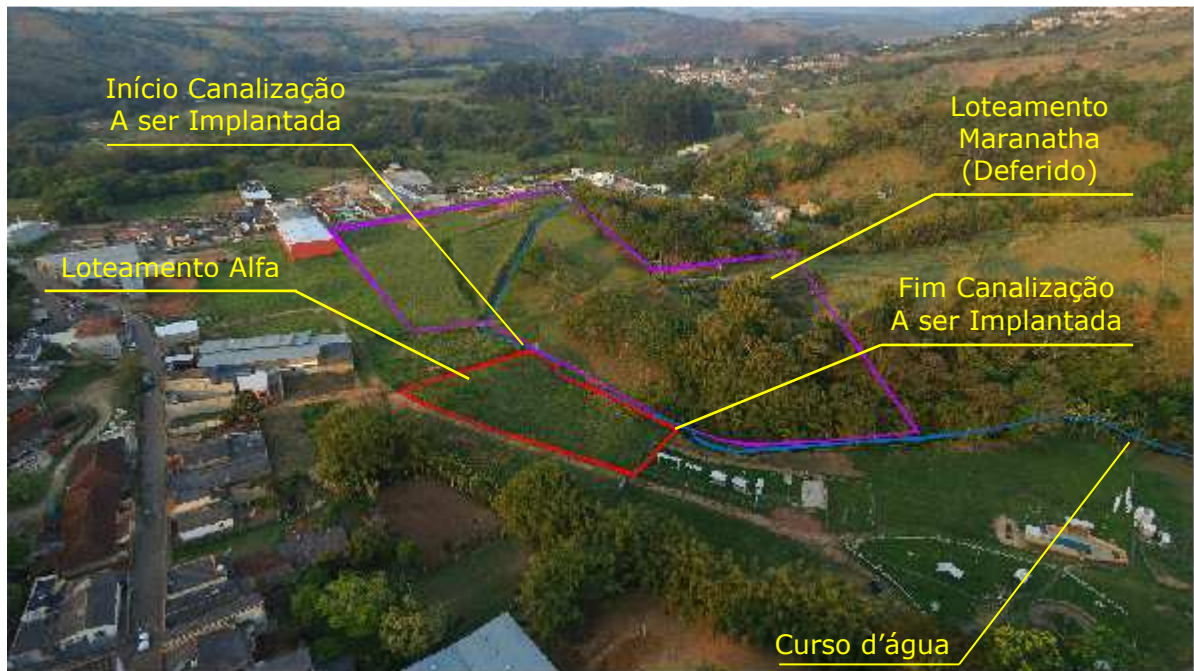 Início Canalização
A ser Implantada
Loteamento
Maranatha
(Deferido)
Loteamento Alfa
Fim Canalização
A ser Implantada
Curso d'água